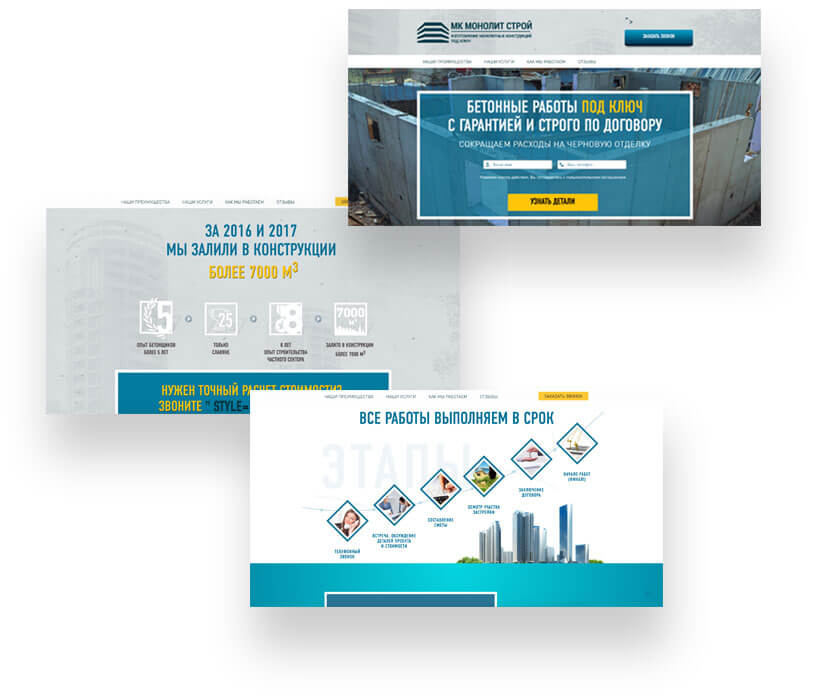 МК МОНОЛИТ СТРОЙ
ИЗГОТОВЛЕНИЕ МОНОЛИТНЫХ КОНСТРУКЦИЙ
ПОД КЛЮЧ
">
ЗАКАЗАТЬ ЗВОНОК
НАШИ ПРЕИМУЩЕСТВА НАШИ УСЛУГИ КАК МЫ РАБОТАЕМ ОТЗЫВЫ
БЕТОННЫЕ РАБОТЫ ПОД КЛЮЧ
С ГАРАНТИЕЙ И СТРОГО ПО ДОГОВОРУ
СОКРАЩАЕМ РАСХОДЫ НА ЧЕРНОВУЮ ОТДЕЛКУ
Ваше имя Ваш телефон
УЗНАТЬ ДЕТАЛИ
НАШИ ПРЕИМУЩЕСТВА НАШИ УСЛУГИ КАК МЫ РАБОТАЕМ ОТЗЫВЫ
ЗА 2016 И 2017
МЫ ЗАЛИЛИ В КОНСТРУКЦИИ
БОЛЕЕ 7000 М³
5
25
8
7000
М³
ОПЫТ БЕТОНЩИКОВ
БОЛЕЕ 5 ЛЕТ
ТОЛЬКО
СЛАВЯНЕ
8 ЛЕТ
ОПЫТ СТРОИТЕЛЬСТВА
ЧАСТНОГО СЕКТОРА
ЗАЛИТО В КОНСТРУКЦИИ
БОЛЕЕ 7000 М³
НУЖЕН ТОЧНЫЙ РАСЧЕТ СТОИМОСТИ?
ЗВОНИТЕ " STYLE=
НАШИ ПРЕИМУЩЕСТВА НАШИ УСЛУГИ КАК МЫ РАБОТАЕМ ОТЗЫВЫ ЗАКАЗАТЬ ЗВОНОК
ВСЕ РАБОТЫ ВЫПОЛНЯЕМ В СРОК
ЭТАПЫ
ТЕЛЕФОННЫЙ
ЗВОНОК
ВСТРЕЧА, ОБСУЖДЕНИЕ
ДЕТАЛЕЙ ПРОЕКТА
И СТОИМОСТИ
СОСТАВЛЕНИЕ
СМЕТЫ
ОСМОТР УЧАСТКА
ЗАСТРОЙКИ
ЗАКЛЮЧЕНИЕ
ДОГОВОРА
НАЧАЛО РАБОТ
(ФИНАЛ)